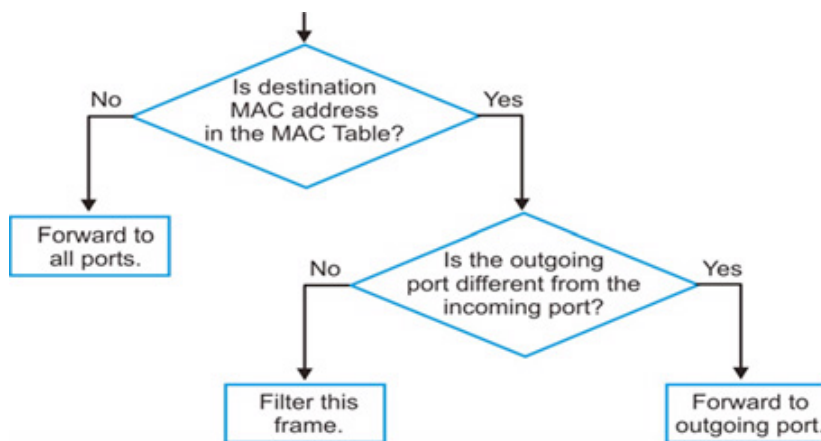 Is destination
MAC address
in the MAC Table?
No
Yes
Forward to
all ports.
Is the outgoing
port different from the
incoming port?
No
Yes
Filter this
frame.
Forward to
outgoing port.